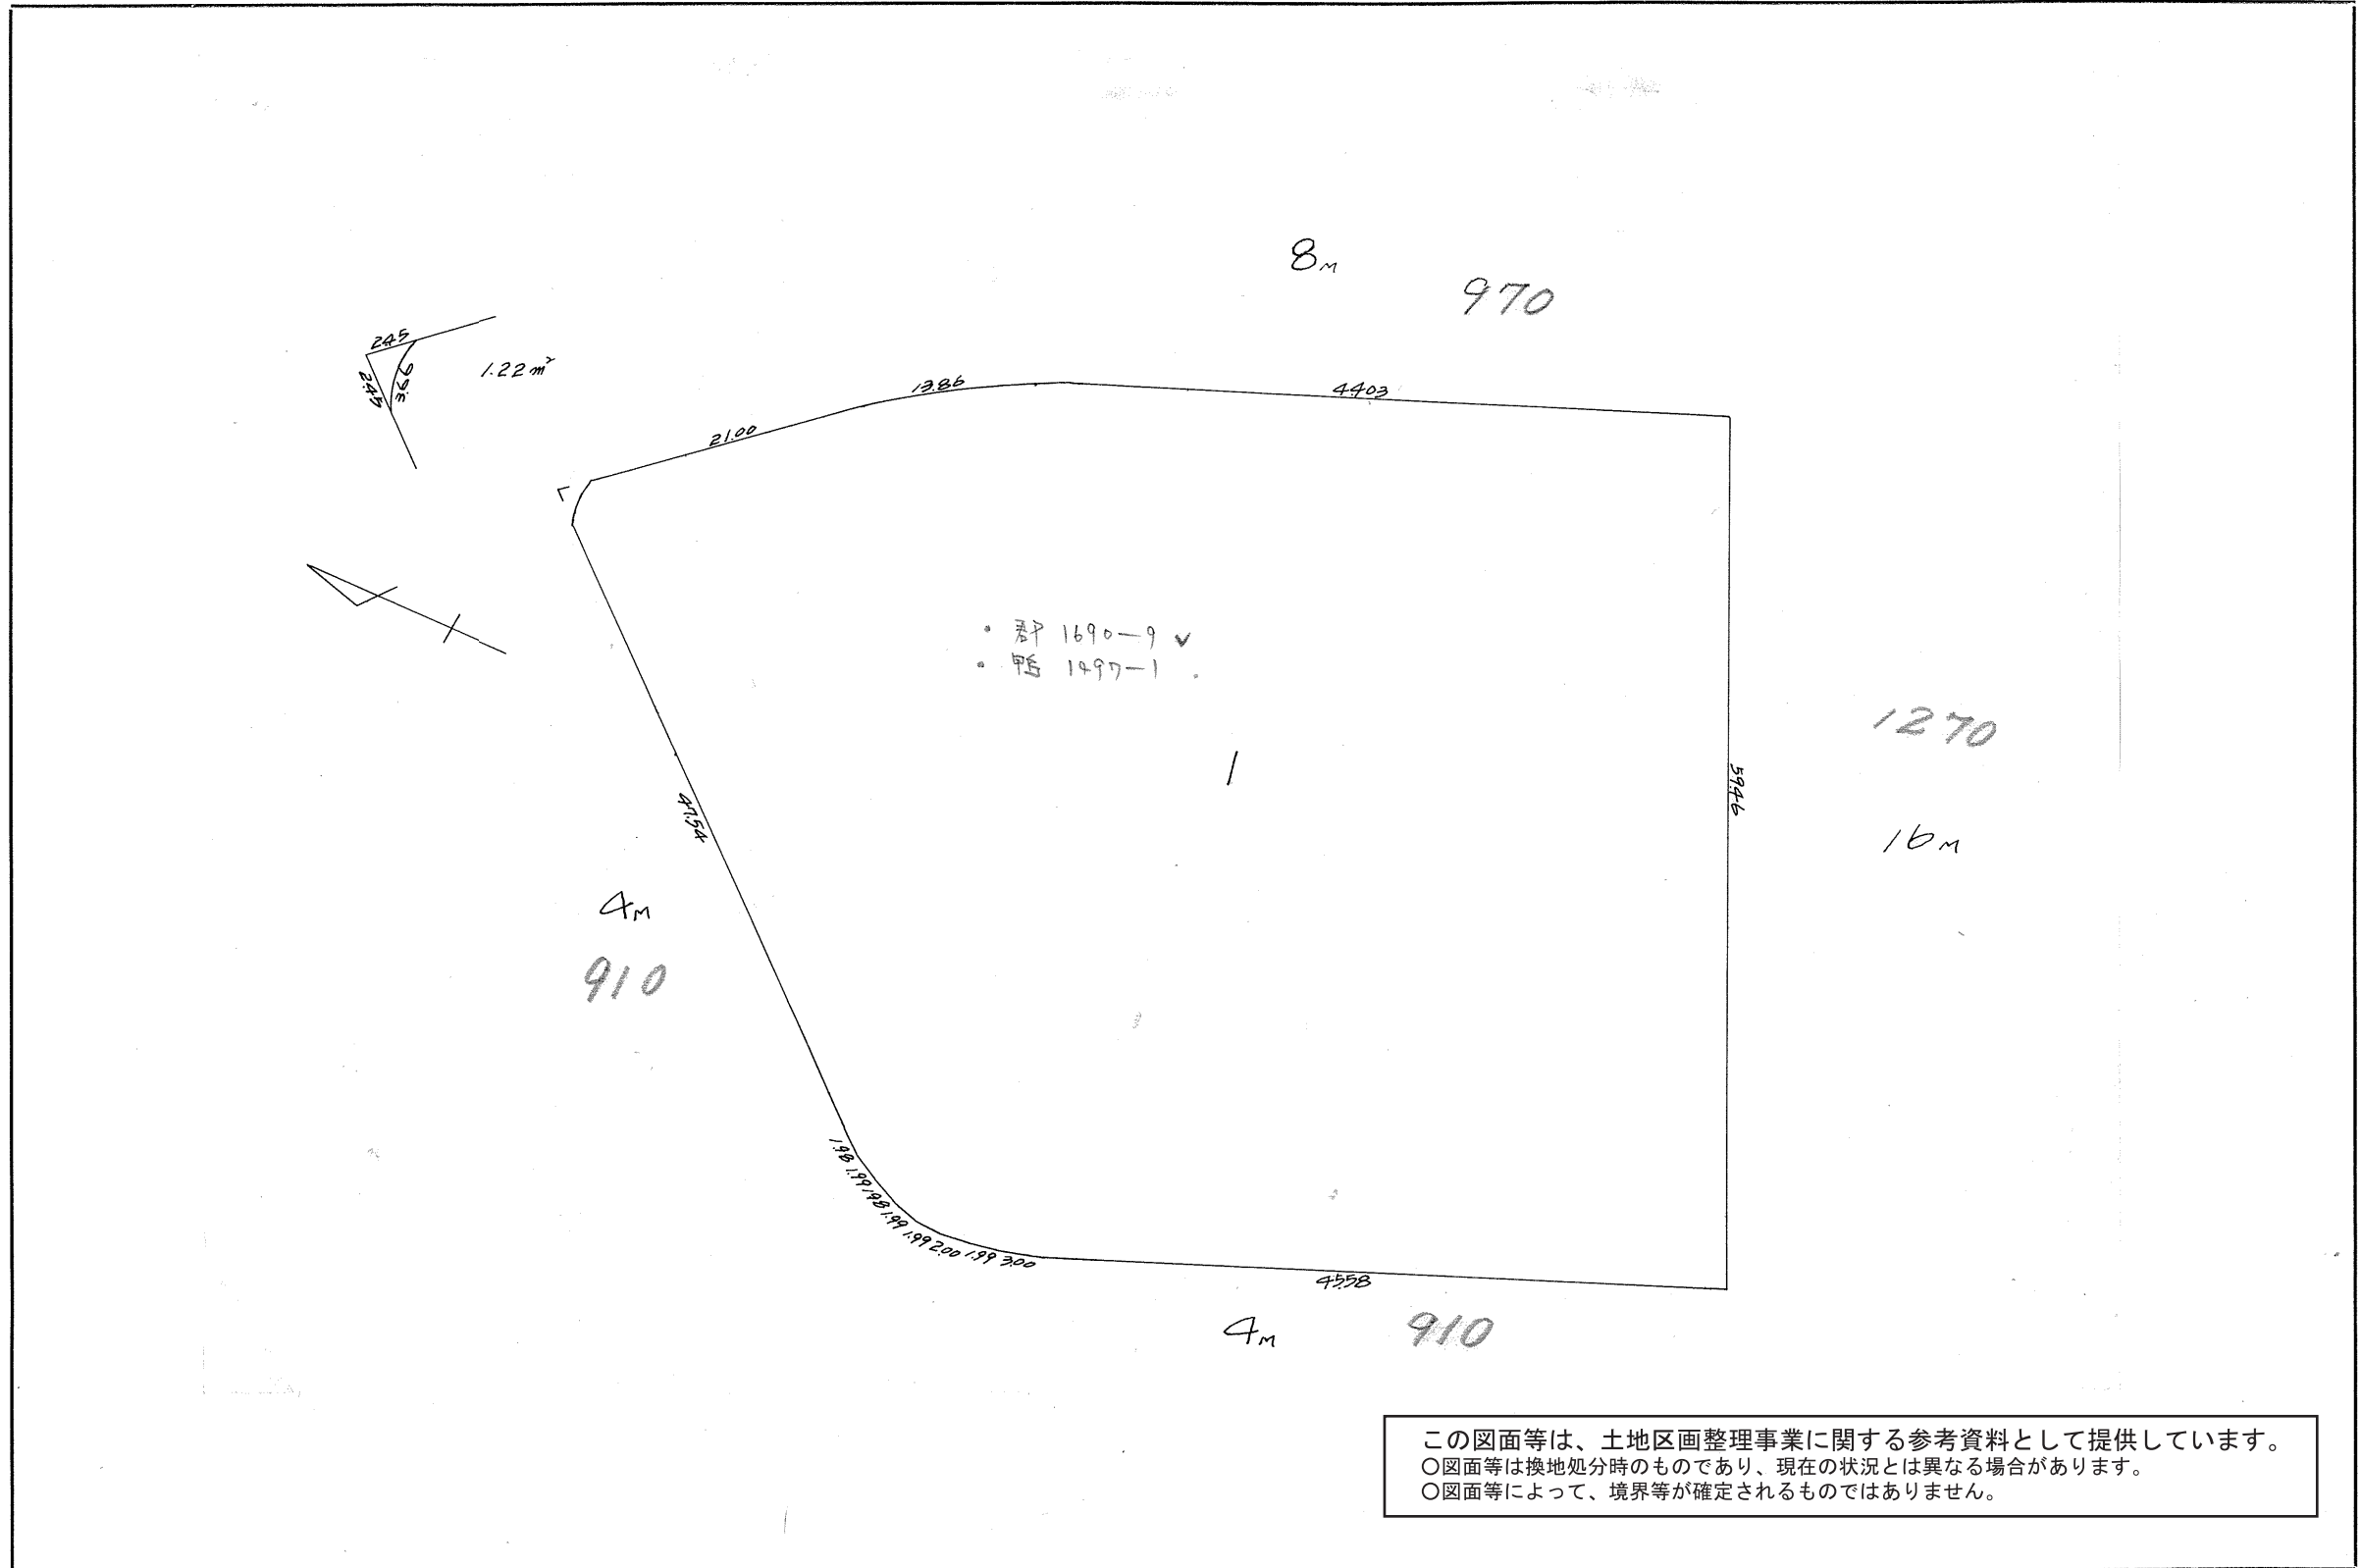 8m
970
2.45
2.45
3.66
1.22㎡
13.86
44.03
21.00
・郡 1690-9 ✓
・鴨 1497-1
1270
1
59.46
47.54
16m
4m
910
1.98 1.99 1.98 1.99 1.99 2.00 1.99 3.00
45.58
4m
910
この図面等は、土地区画整理事業に関する参考資料として提供しています。
○図面等は換地処分時のものであり、現在の状況とは異なる場合があります。
○図面等によって、境界等が確定されるものではありません。